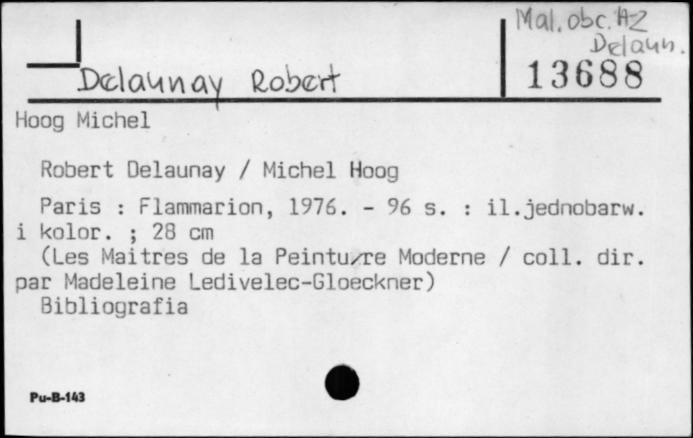 Mal. obc. AZ
Delaun.
Delaunay Robert
13688
Hoog Michel
Robert Delaunay / Michel Hoog
Paris : Flammarion, 1976. - 96 s. : il.jednobarw.
i kolor. ; 28 cm
(Les Maitres de la Peintu/re Moderne / coll. dir.
par Madeleine Ledivelec-Gloeckner)
Bibliografia
Pu-B-143